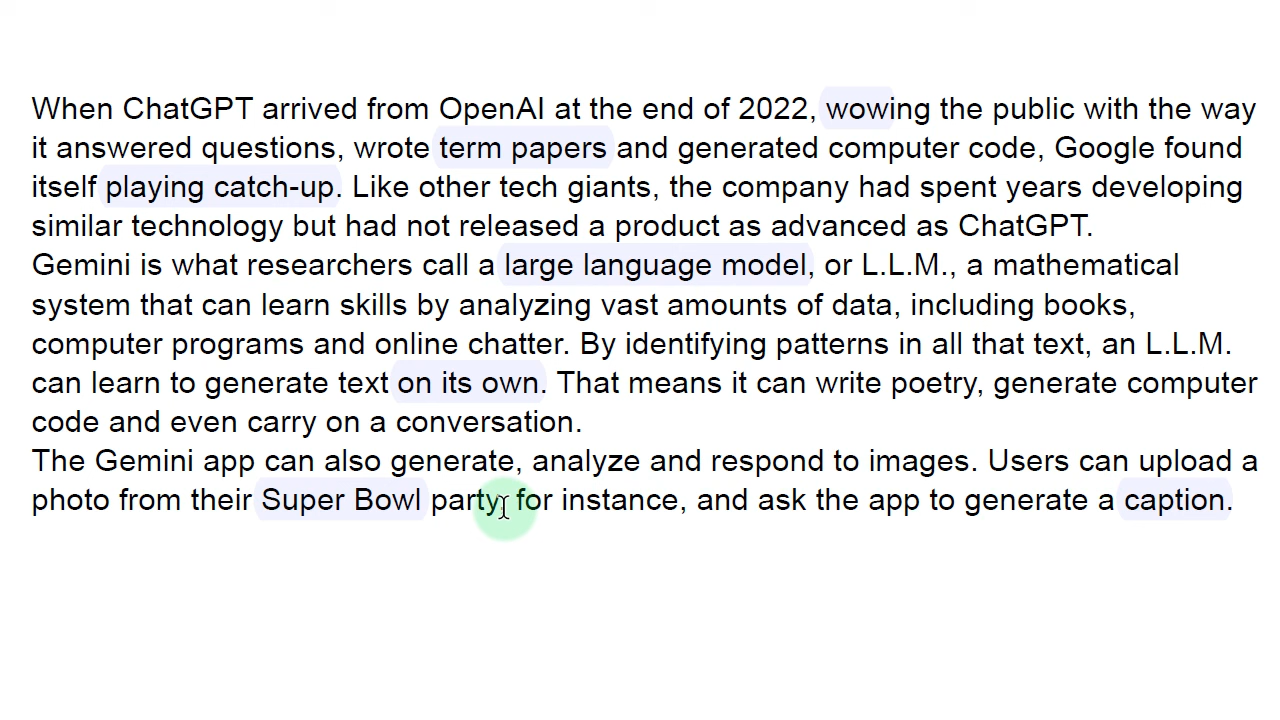 When ChatGPT arrived from OpenAI at the end of 2022, wowing the public with the way
it answered questions, wrote term papers and generated computer code, Google found
itself playing catch-up. Like other tech giants, the company had spent years developing
similar technology but had not released a product as advanced as ChatGPT.
Gemini is what researchers call a large language model, or L.L.M., a mathematical
system that can learn skills by analyzing vast amounts of data, including books,
computer programs and online chatter. By identifying patterns in all that text, an L.L.M.
can learn to generate text on its own. That means it can write poetry, generate computer
code and even carry on a conversation.
The Gemini app can also generate, analyze and respond to images. Users can upload a
photo from their Super Bowl party, for instance, and ask the app to generate a caption.